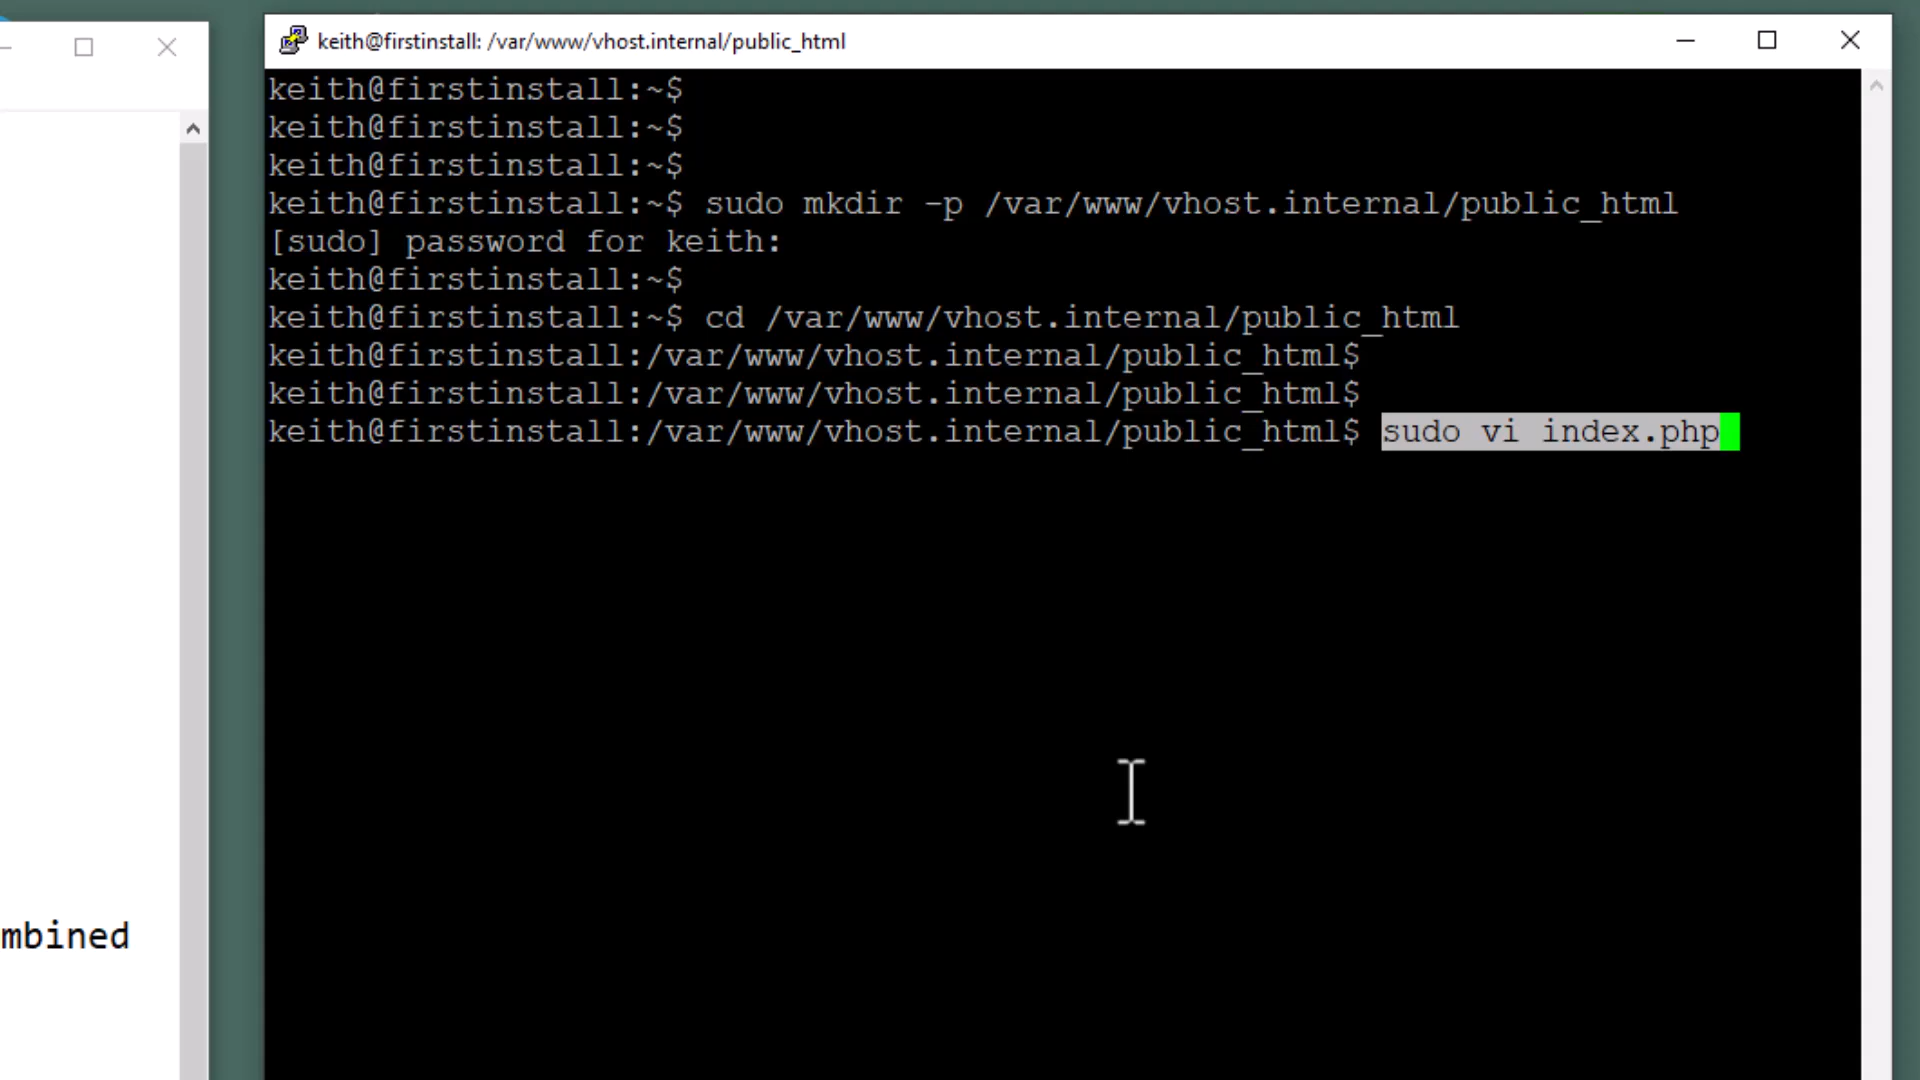 keith@firstinstall: /var/www/vhost.internal/public_html
keith@firstinstall:~$
keith@firstinstall:~$
keith@firstinstall:~$
keith@firstinstall:~$ sudo mkdir -p /var/www/vhost.internal/public_html
[sudo] password for keith:
keith@firstinstall:~$
keith@firstinstall:~$ cd /var/www/vhost.internal/public_html
keith@firstinstall:/var/www/vhost.internal/public_html$
keith@firstinstall:/var/www/vhost.internal/public_html$
keith@firstinstall:/var/www/vhost.internal/public_html$ sudo vi index.php
mbined